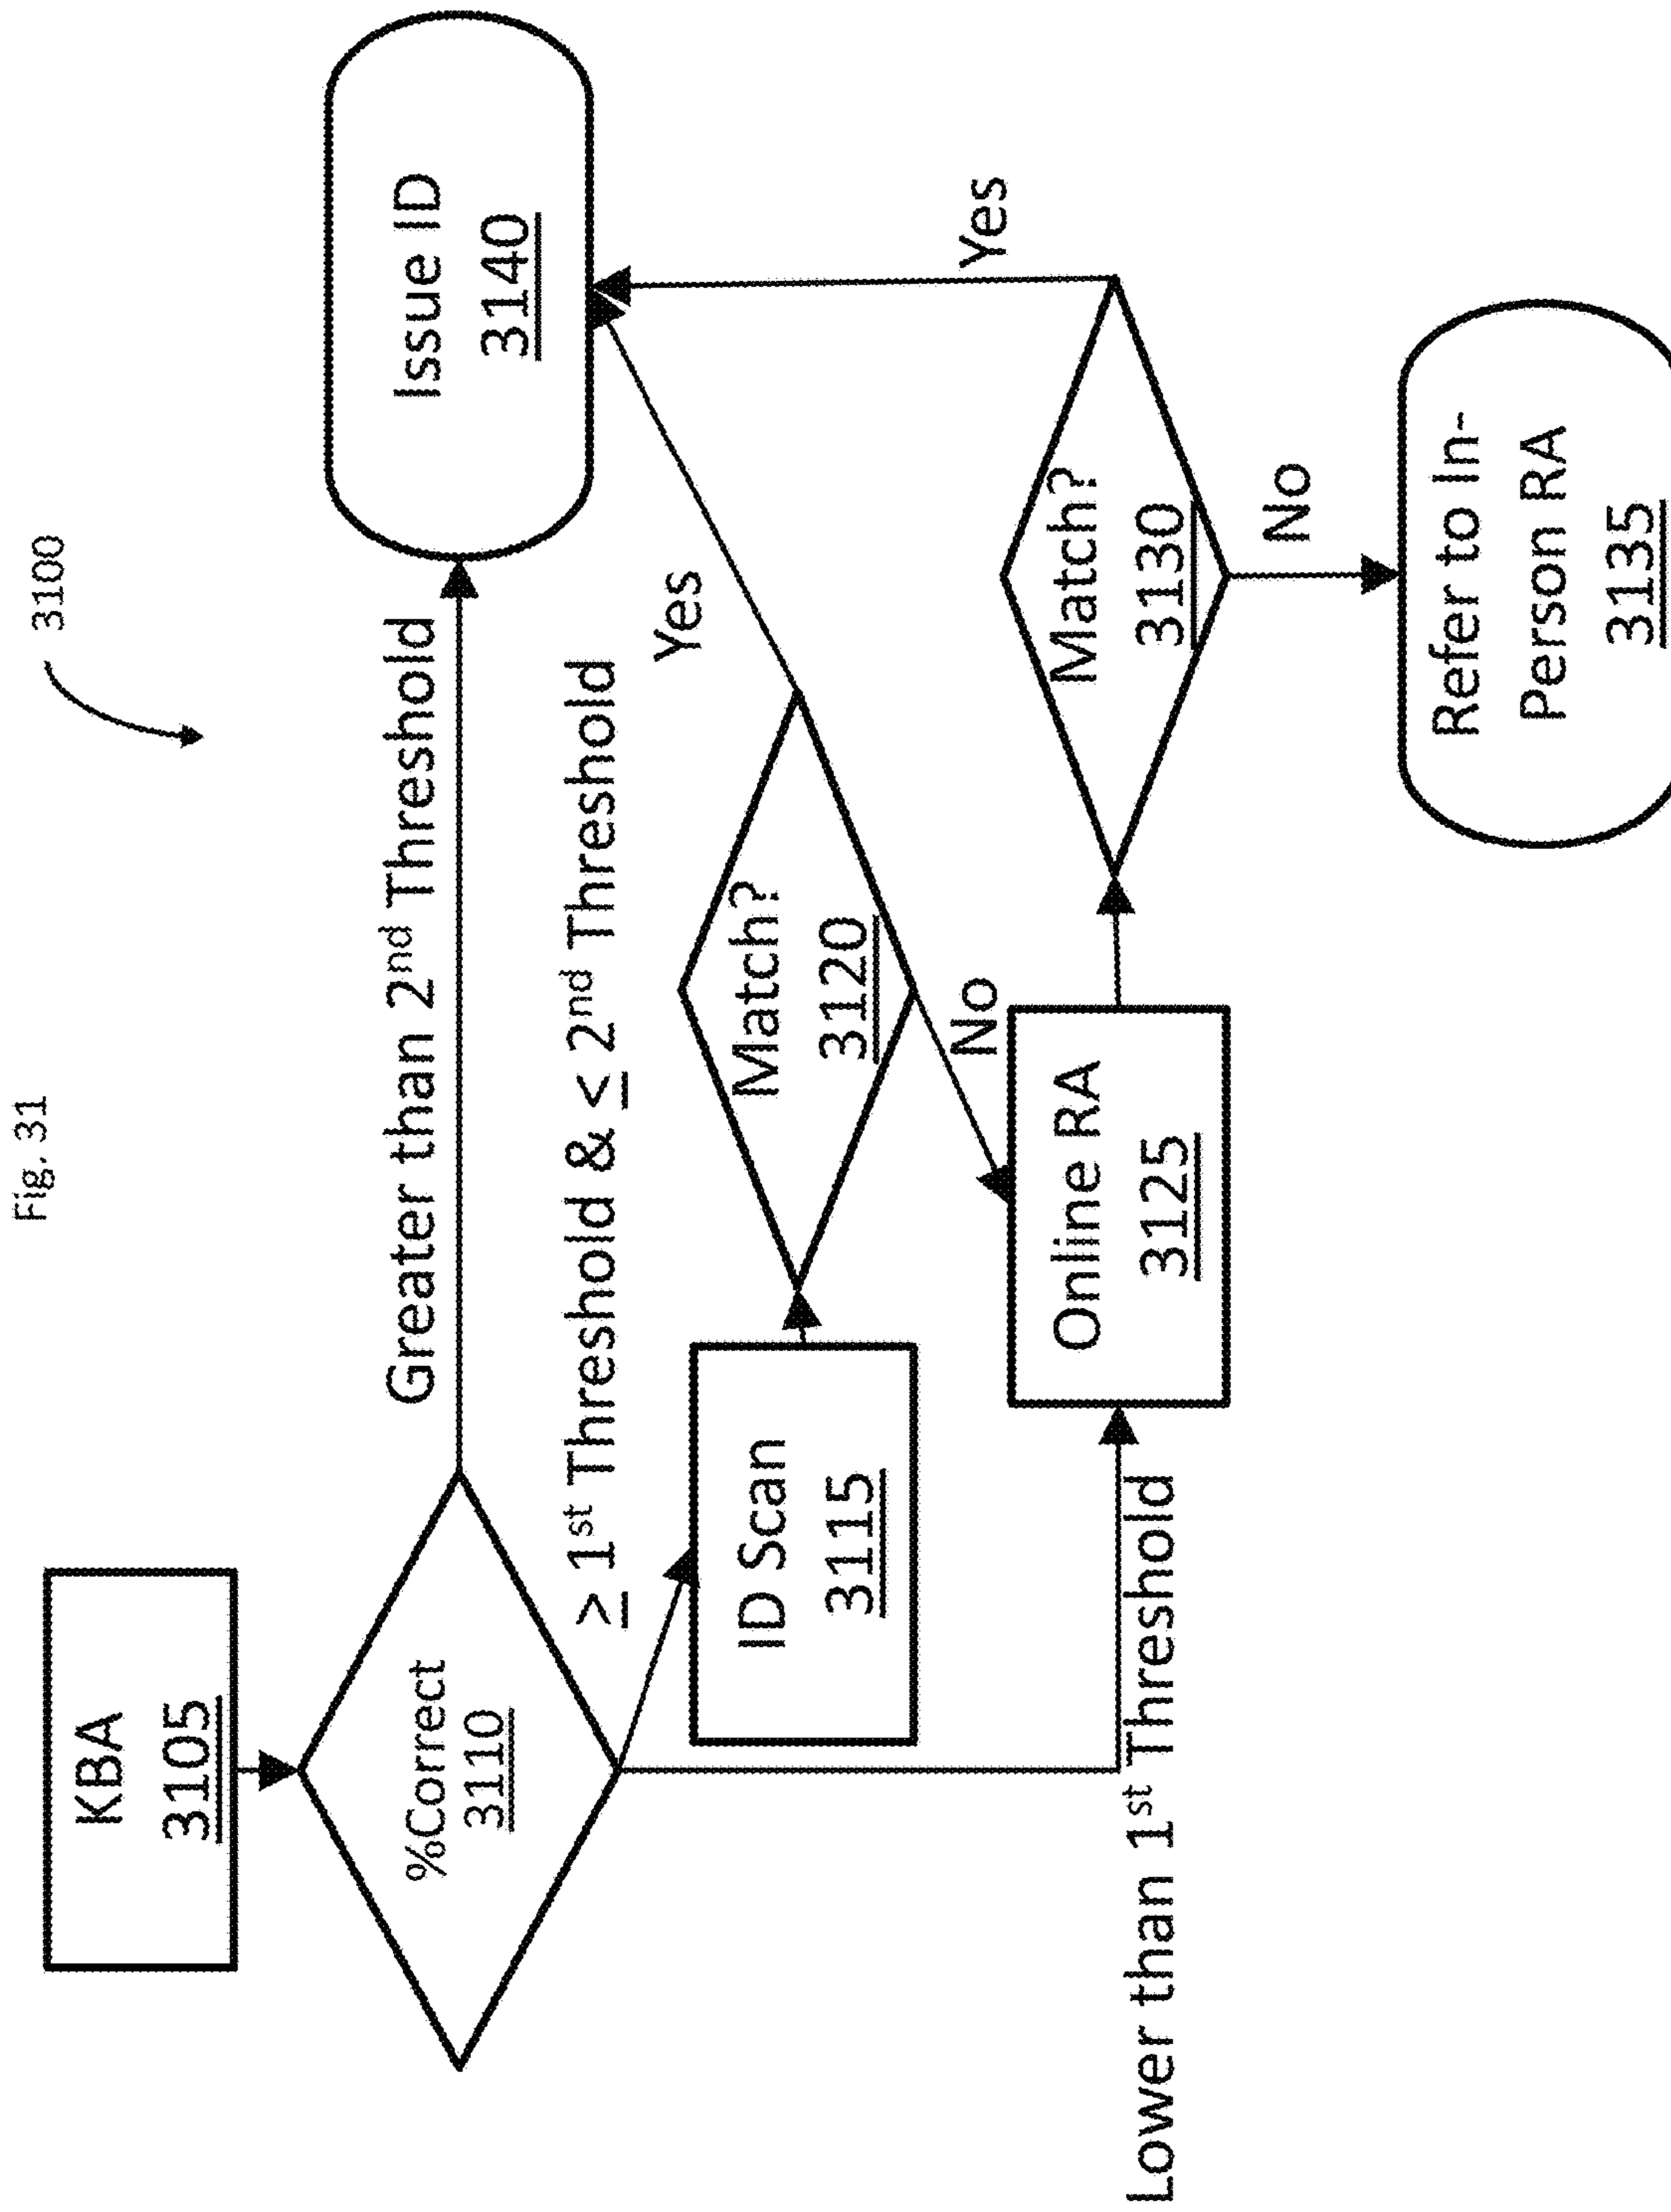 Fig. 31
3100
KBA
3105
%Correct
3110
Greater than 2nd Threshold
Issue ID
3140
≥ 1st Threshold & ≤ 2nd Threshold
ID Scan
3115
Match?
3120
Yes
No
Lower than 1st Threshold
Online RA
3125
Match?
3130
Yes
No
Refer to In-
Person RA
3135